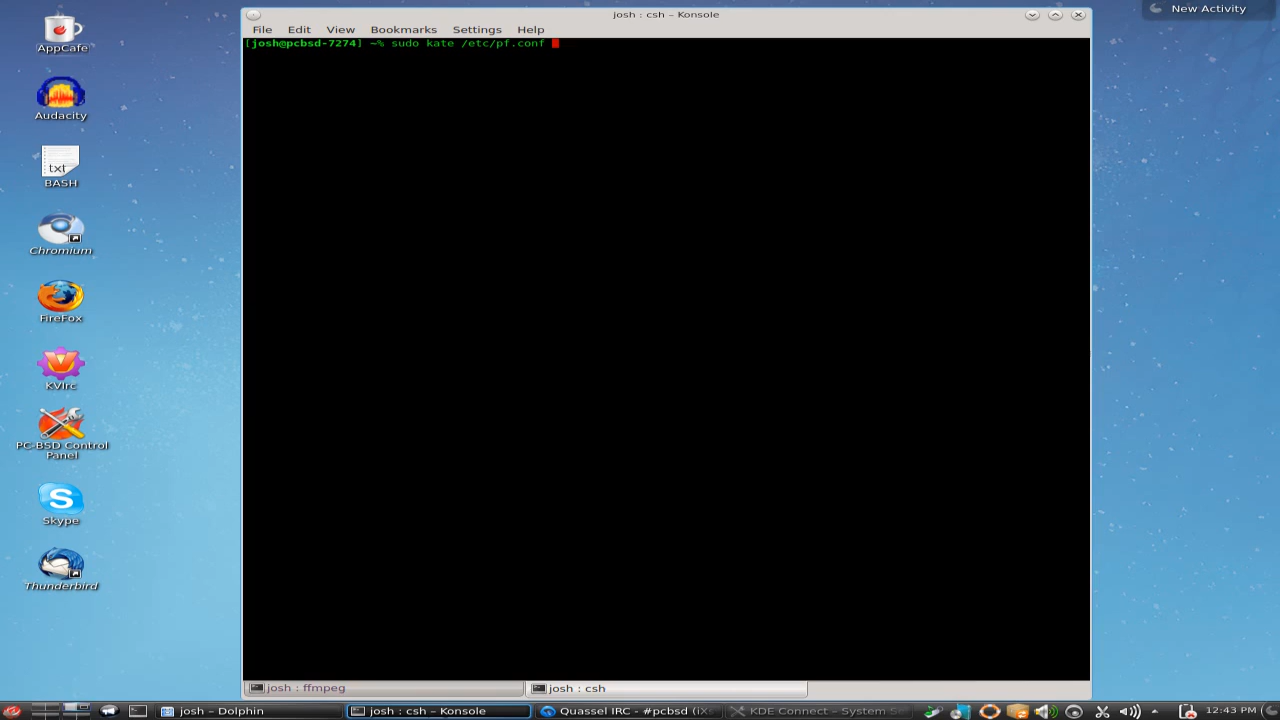 New Activity
josh : csh – Konsole
File Edit View Bookmarks Settings Help
[josh@pcbsd-7274] ~% sudo kate /etc/pf.conf
AppCafe
Audacity
txt
BASH
Chromium
FireFox
KVIrc
PC-BSD Control
Panel
Skype
Thunderbird
josh : ffmpeg
josh : csh
josh – Dolphin
josh : csh – Konsole
Quassel IRC - #pcbsd (iXs
KDE Connect – System Se
12:43 PM